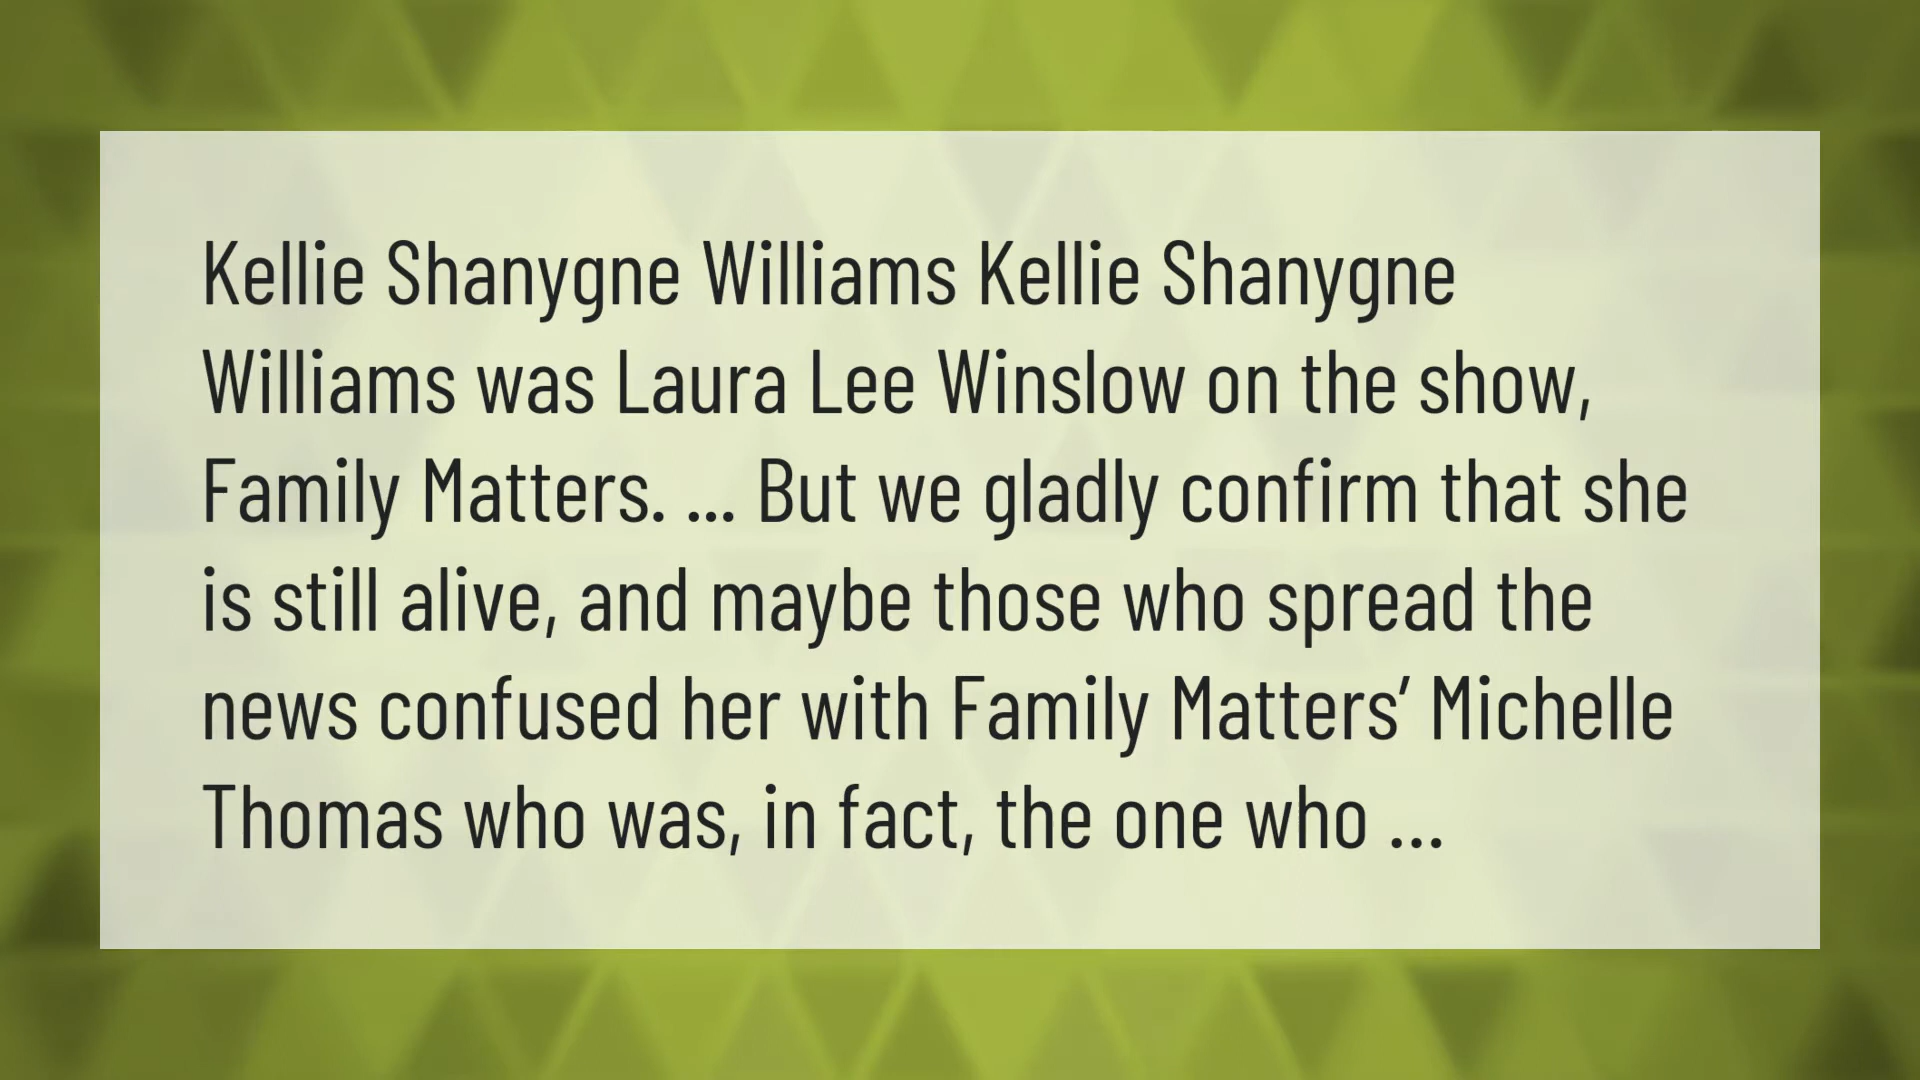 Kellie Shanygne Williams Kellie Shanygne
Williams was Laura Lee Winslow on the show,
Family Matters. ... But we gladly confirm that she
is still alive, and maybe those who spread the
news confused her with Family Matters’ Michelle
Thomas who was, in fact, the one who ...